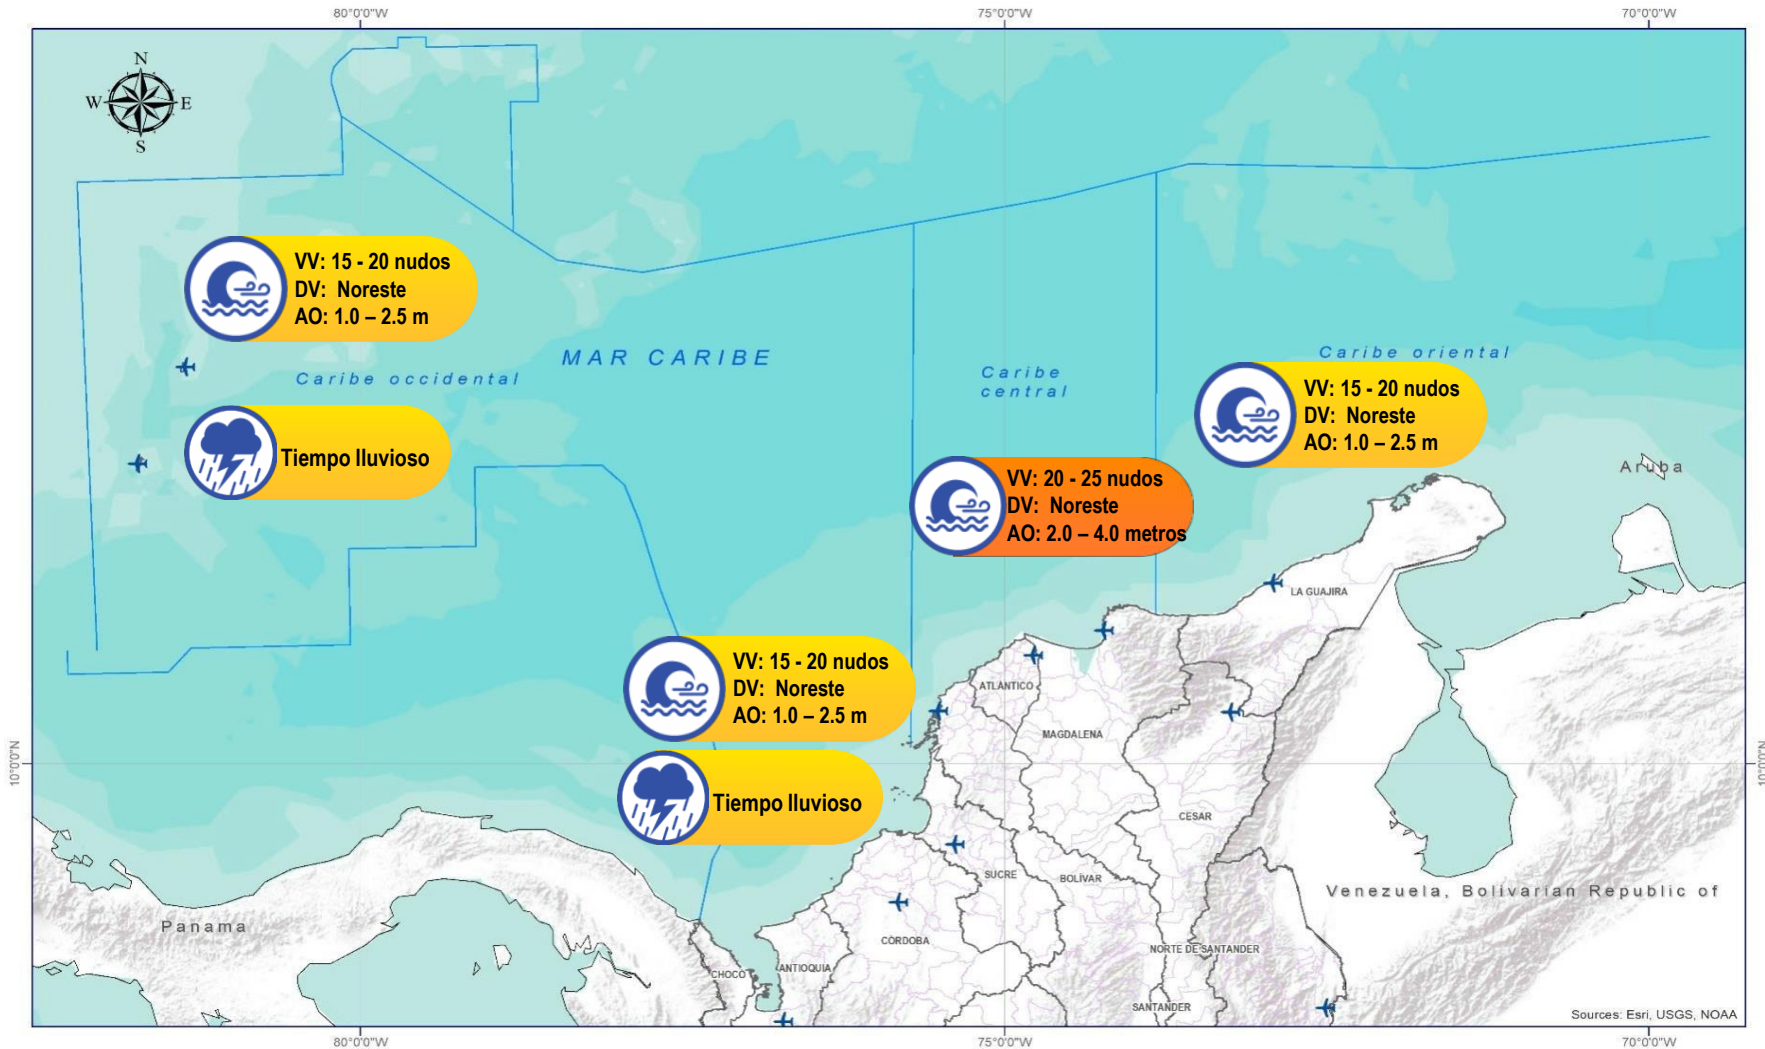 80°0'0"W
75°0'0"W
70°0'0"W
N
W
E
S
VV: 15 - 20 nudos
DV: Noreste
AO: 1.0 – 2.5 m
MAR CARIBE
Caribe occidental
Caribe
central
Caribe oriental
VV: 15 - 20 nudos
DV: Noreste
AO: 1.0 – 2.5 m
Tiempo lluvioso
VV: 20 - 25 nudos
DV: Noreste
AO: 2.0 – 4.0 metros
Aruba
LA GUAJIRA
VV: 15 - 20 nudos
DV: Noreste
AO: 1.0 – 2.5 m
ATLANTICO
MAGDALENA
10°0'0"N
10°0'0"N
Tiempo lluvioso
CESAR
SUCRE
BOLÍVAR
Venezuela, Bolivarian Republic of
Panama
CÓRDOBA
NORTE DE SANTANDER
CHOCO
ANTIOQUIA
SANTANDER
Sources: Esri, USGS, NOAA
80°0'0"W
75°0'0"W
70°0'0"W